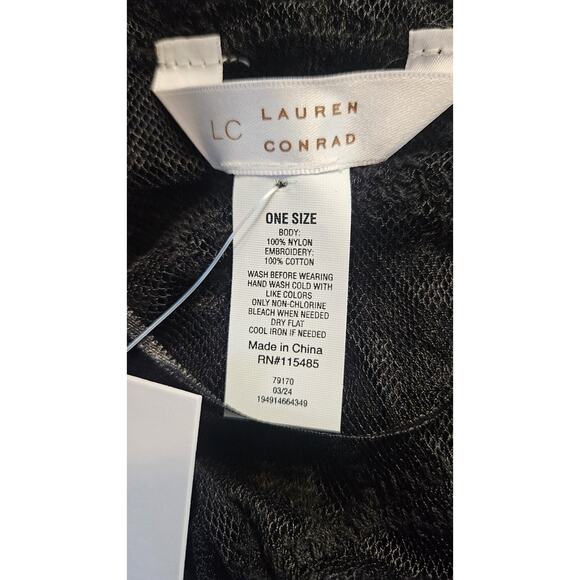 LC LAUREN
CONRAD
ONE SIZE
BODY:
100% NYLON
EMBROIDERY:
100% COTTON
WASH BEFORE WEARING
HAND WASH COLD WITH
LIKE COLORS
ONLY NON-CHLORINE
BLEACH WHEN NEEDED
DRY FLAT
COOL IRON IF NEEDED
Made in China
RN#115485
79170
03/24
194914664349